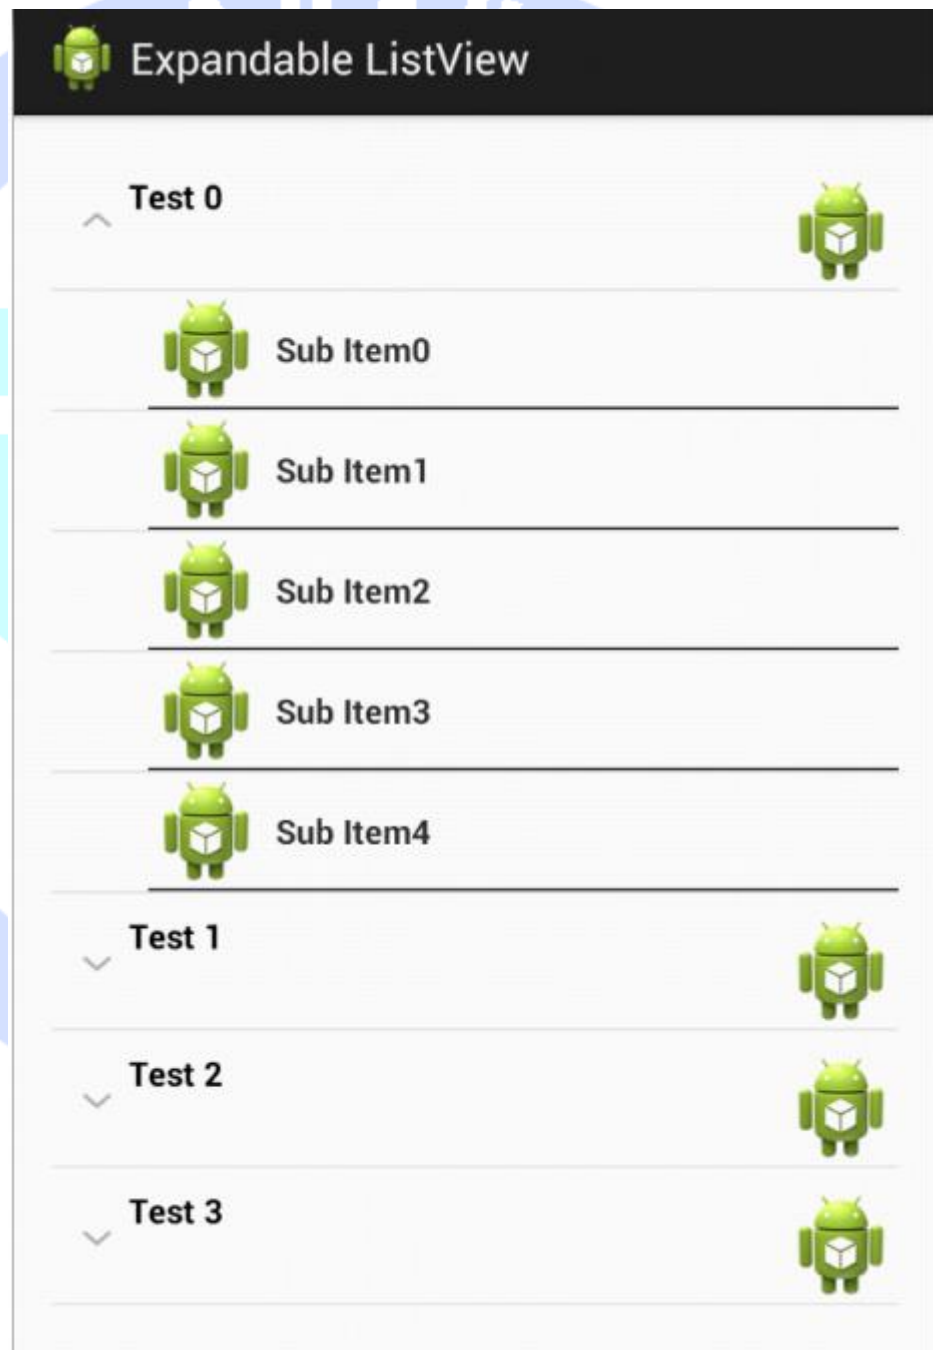 Expandable ListView
Test 0
Sub Item0
Sub Item1
Sub Item2
Sub Item3
Sub Item4
Test 1
Test 2
Test 3